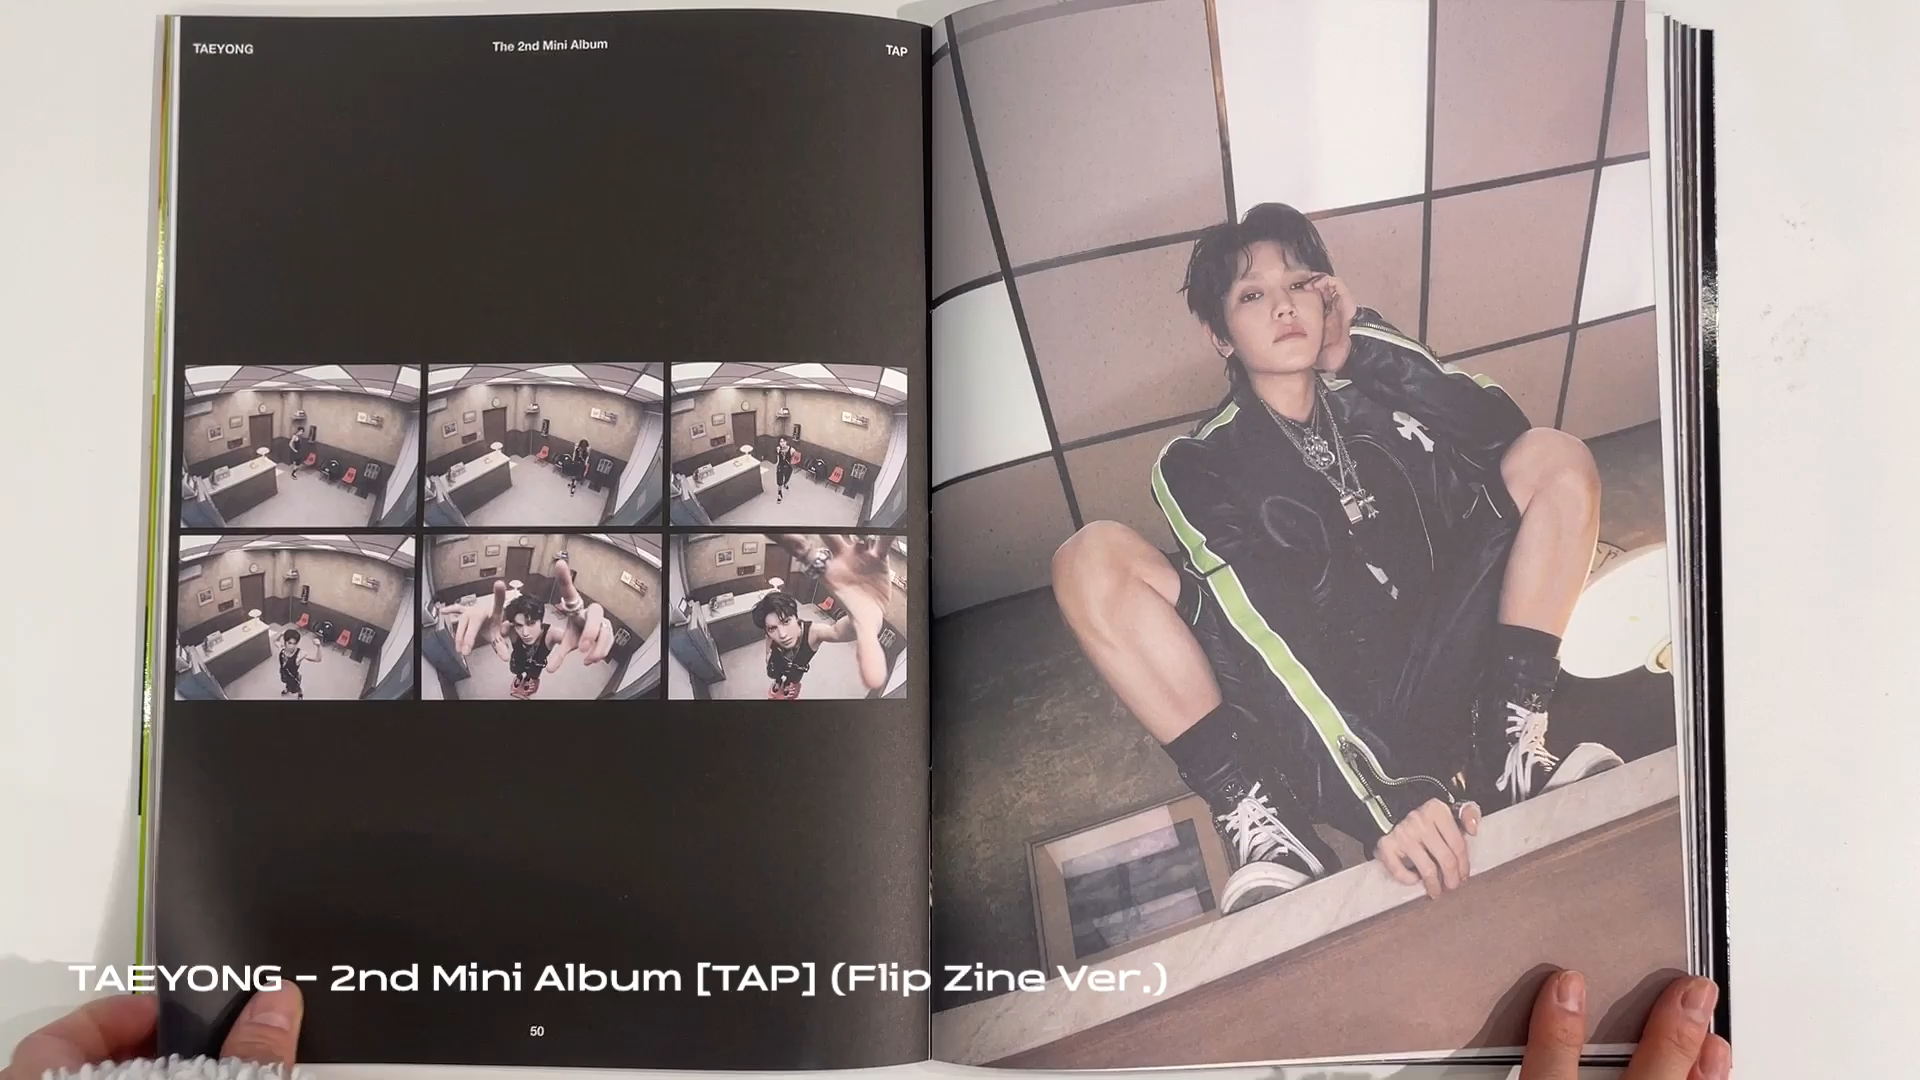 TAEYONG
The 2nd Mini Album
TAP
TAEYONG - 2nd Mini Album [TAP] (Flip Zine Ver.)
50